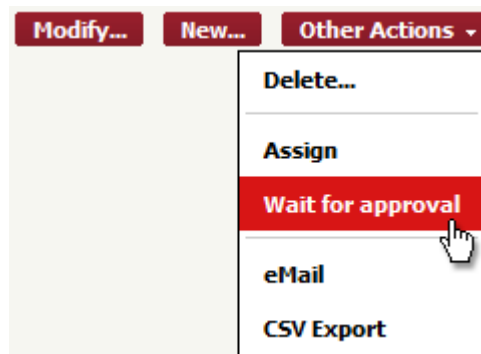 Modify... New... Other Actions
Delete...
Assign
Wait for approval
eMail
CSV Export